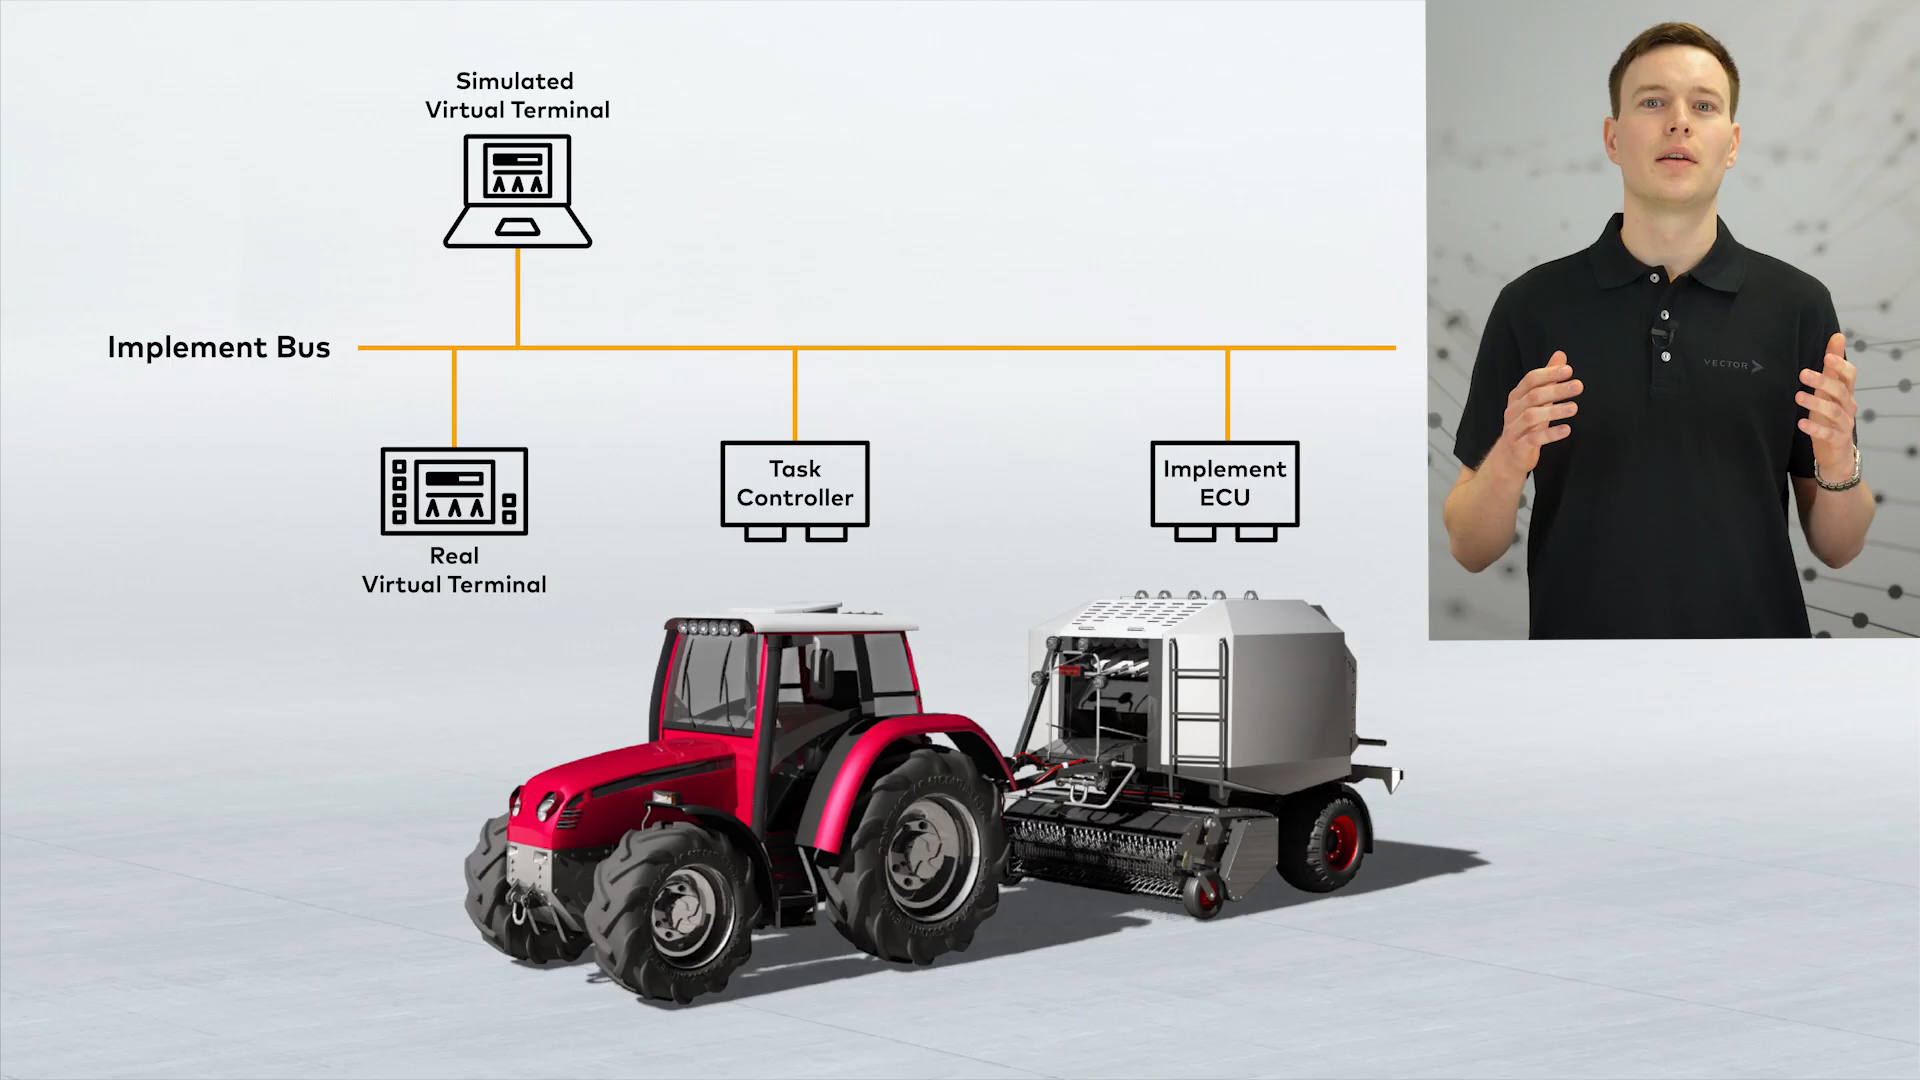 Simulated
Virtual Terminal
Implement Bus
Task
Controller
Implement
ECU
Real
Virtual Terminal
VECTOR